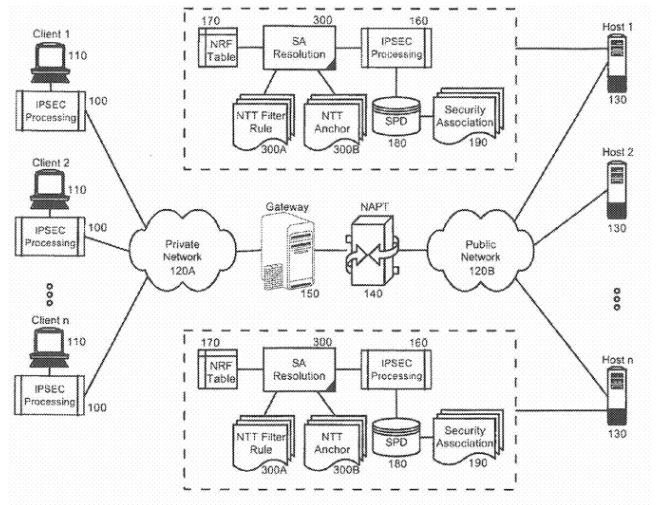 Client 1
110
IPSEC
Processing
100
Client 2
110
IPSEC
Processing
100
Client n
110
IPSEC
Processing
100
170
NRF
Table
300
SA
Resolution
160
IPSEC
Processing
NTT Filter
Rule
300A
NTT
Anchor
300B
SPD
180
Security
Association
190
Private
Network
120A
Gateway
150
NAPT
140
Public
Network
120B
170
NRF
Table
300
SA
Resolution
160
IPSEC
Processing
NTT Filter
Rule
300A
NTT
Anchor
300B
SPD
180
Security
Association
190
Host 1
130
Host 2
130
Host n
130